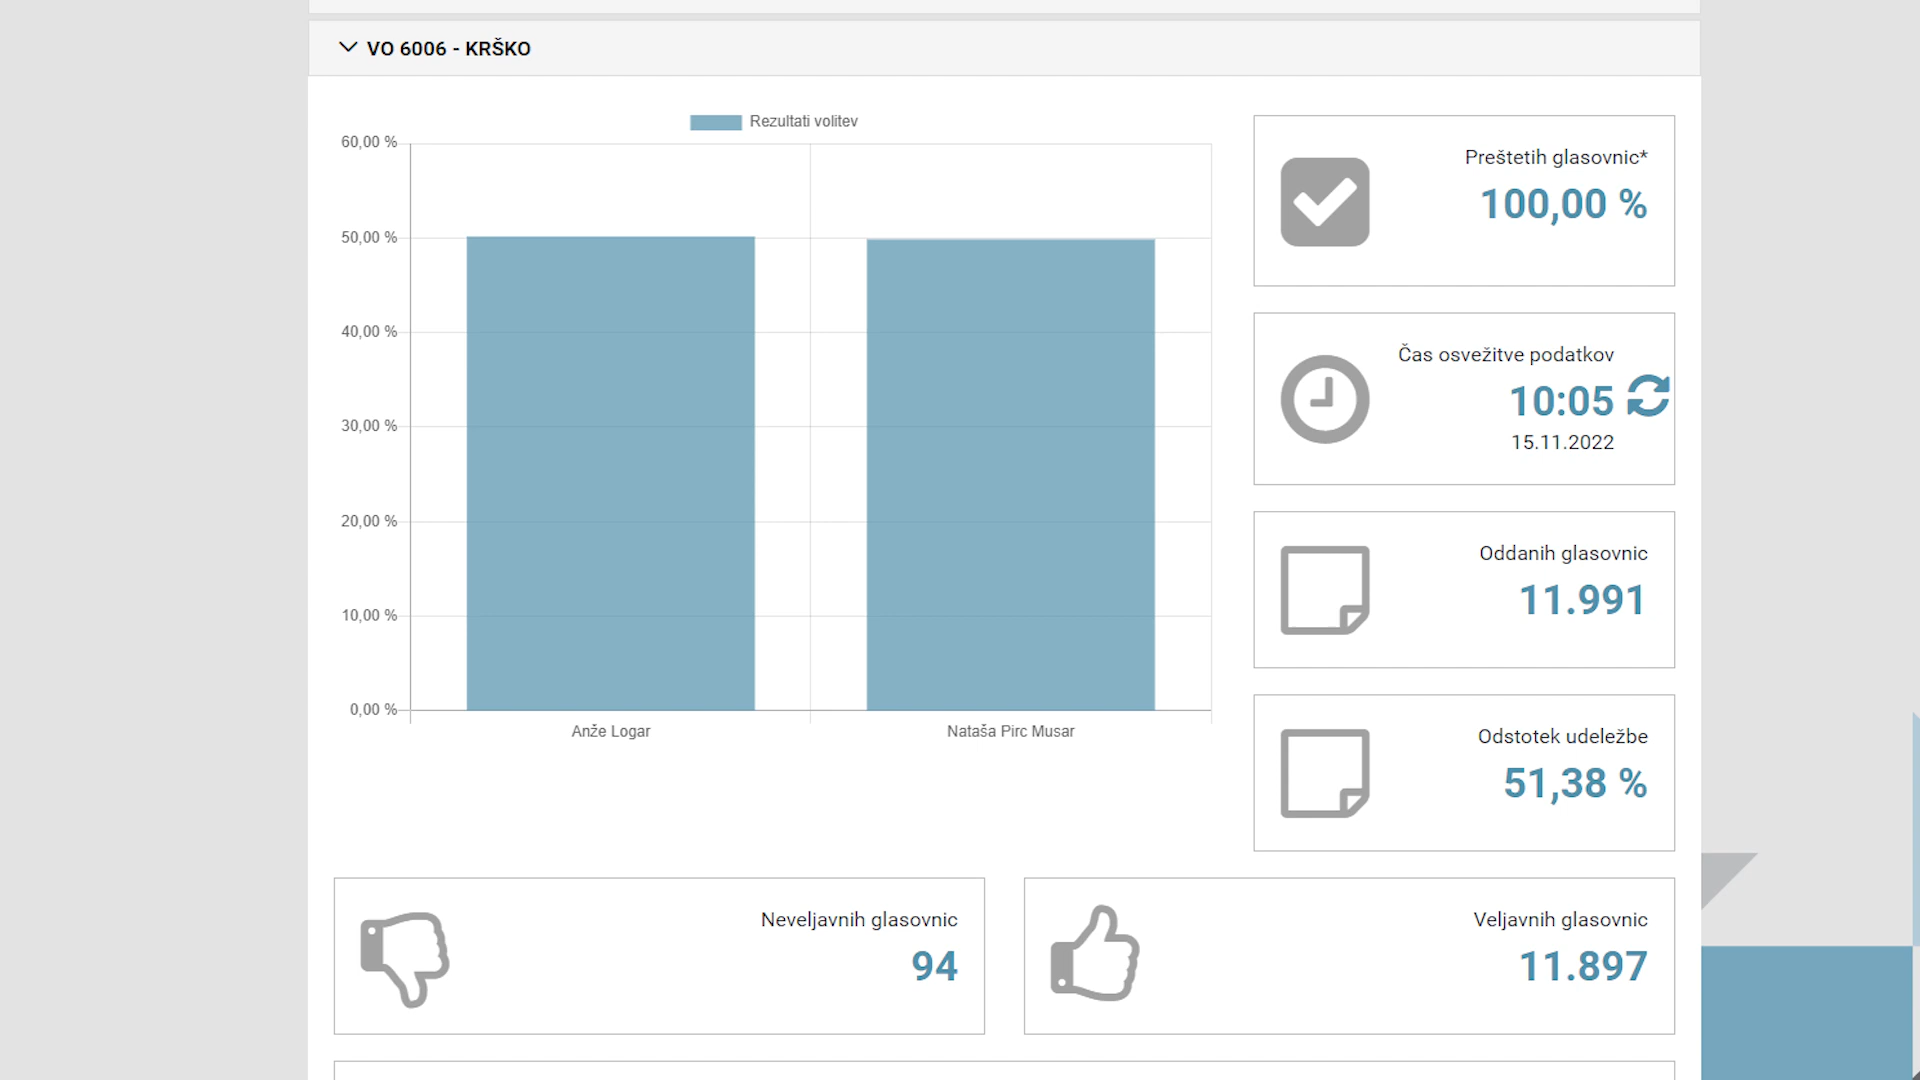 VO 6006 - KRŠKO
Rezultati volitev
60,00 %
50,00 %
40,00 %
30,00 %
20,00 %
10,00 %
0,00 %
Anže Logar
Nataša Pirc Musar
Preštetih glasovnic*
100,00 %
Čas osvežitve podatkov
10:05
15.11.2022
Oddanih glasovnic
11.991
Odstotek udeležbe
51,38 %
Neveljavnih glasovnic
94
Veljavnih glasovnic
11.897